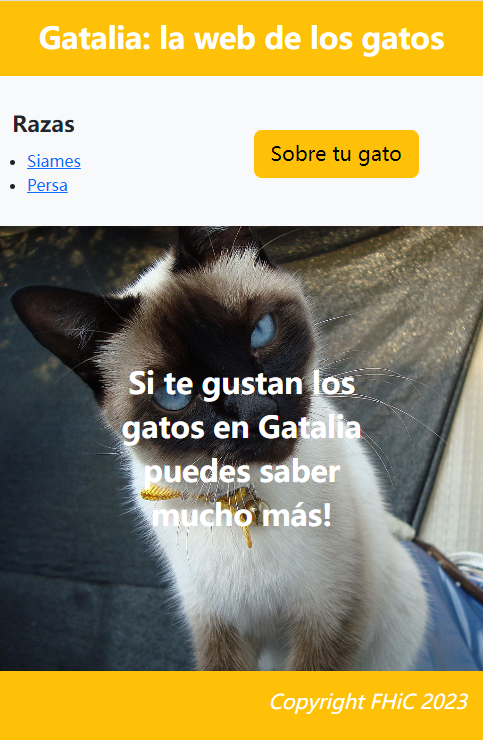 Gatalia: la web de los gatos
Razas
Siames
Persa
Sobre tu gato
Si te gustan los
gatos en Gatalia
puedes saber
mucho más!
Copyright FHiC 2023